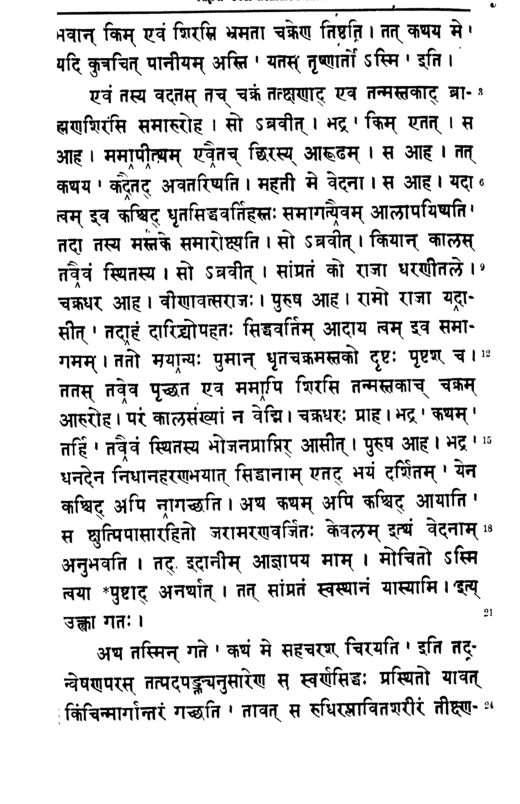 भवान् किम् एवं शिरसि भ्रमता चक्रेण तिष्ठति । तत् कथय मे '
यदि कुत्रचित् पानीयम् अस्ति ' यतस् तृष्णार्तो ऽस्मि ' इति ।
एवं तस्य वदतस् तच् चक्रं तत्क्षणाद् एव तन्मस्तकाद् ब्रा- ३
ह्मणशिरसि समारुरोह । सो ऽब्रवीत् । भद्र ' किम् एतत् । स
आह । ममापीत्थम् एवैतच् छिरस्य् आरूढम् । स आह । तत्
कथय ' कदैतद् अवतरिष्यति । महती मे वेदना । स आह । यदा ६
त्वम् इव कश्चिद् धृतसिद्धवर्तिहस्तः समागत्यैवम् आलापयिष्यति '
तदा तस्य मस्तके समारोक्ष्यति । सो ऽब्रवीत् । कियान् कालस्
तवैवं स्थितस्य । सो ऽब्रवीत् । सांप्रतं को राजा धरणीतले । ९
चक्रधर आह । वीणावत्सराजः । पुरुष आह । रामो राजा यदा-
सीत् ' तदाहं दारिद्र्योपहतः सिद्धवर्तिम् आदाय त्वम् इव समा-
गमम् । ततो मयान्यः पुमान् धृतचक्रमस्तको दृष्टः पृष्टश् च । १२
ततस् तवेव पृच्छत एव ममापि शिरसि तन्मस्तकाच् चक्रम्
आरुरोह । परं कालसंख्यां न वेद्मि । चक्रधरः प्राह । भद्र ' कथम् '
तर्हि ' तवैवं स्थितस्य भोजनप्राप्तिर् आसीत् । पुरुष आह । भद्र ' १५
धनदेन निधानहरणभयात् सिद्धानाम् एतद् भयं दर्शितम् ' येन
कश्चिद् अपि नागच्छति । अथ कथम् अपि कश्चिद् आयाति '
स क्षुत्पिपासारहितो जरामरणवर्जितः केवलम् इत्थं वेदनाम् १८
अनुभवति । तद् इदानीम् आज्ञापय माम् । मोचितो ऽस्मि
त्वया *पुष्टाद् अनर्थात् । तत् सांप्रतं स्वस्थानं यास्यामि । इत्य्
उक्त्वा गतः । २१
अथ तस्मिन् गते ' कथं मे सहचरश् चिरयति ' इति तद-
न्वेषणपरस् तत्पदपङ्क्त्यनुसारेण स स्वर्णसिद्धः प्रस्थितो यावत्
किंचिन्मार्गान्तरं गच्छति ' तावत् स रुधिरप्लावितशरीरं तीक्ष्ण- २४